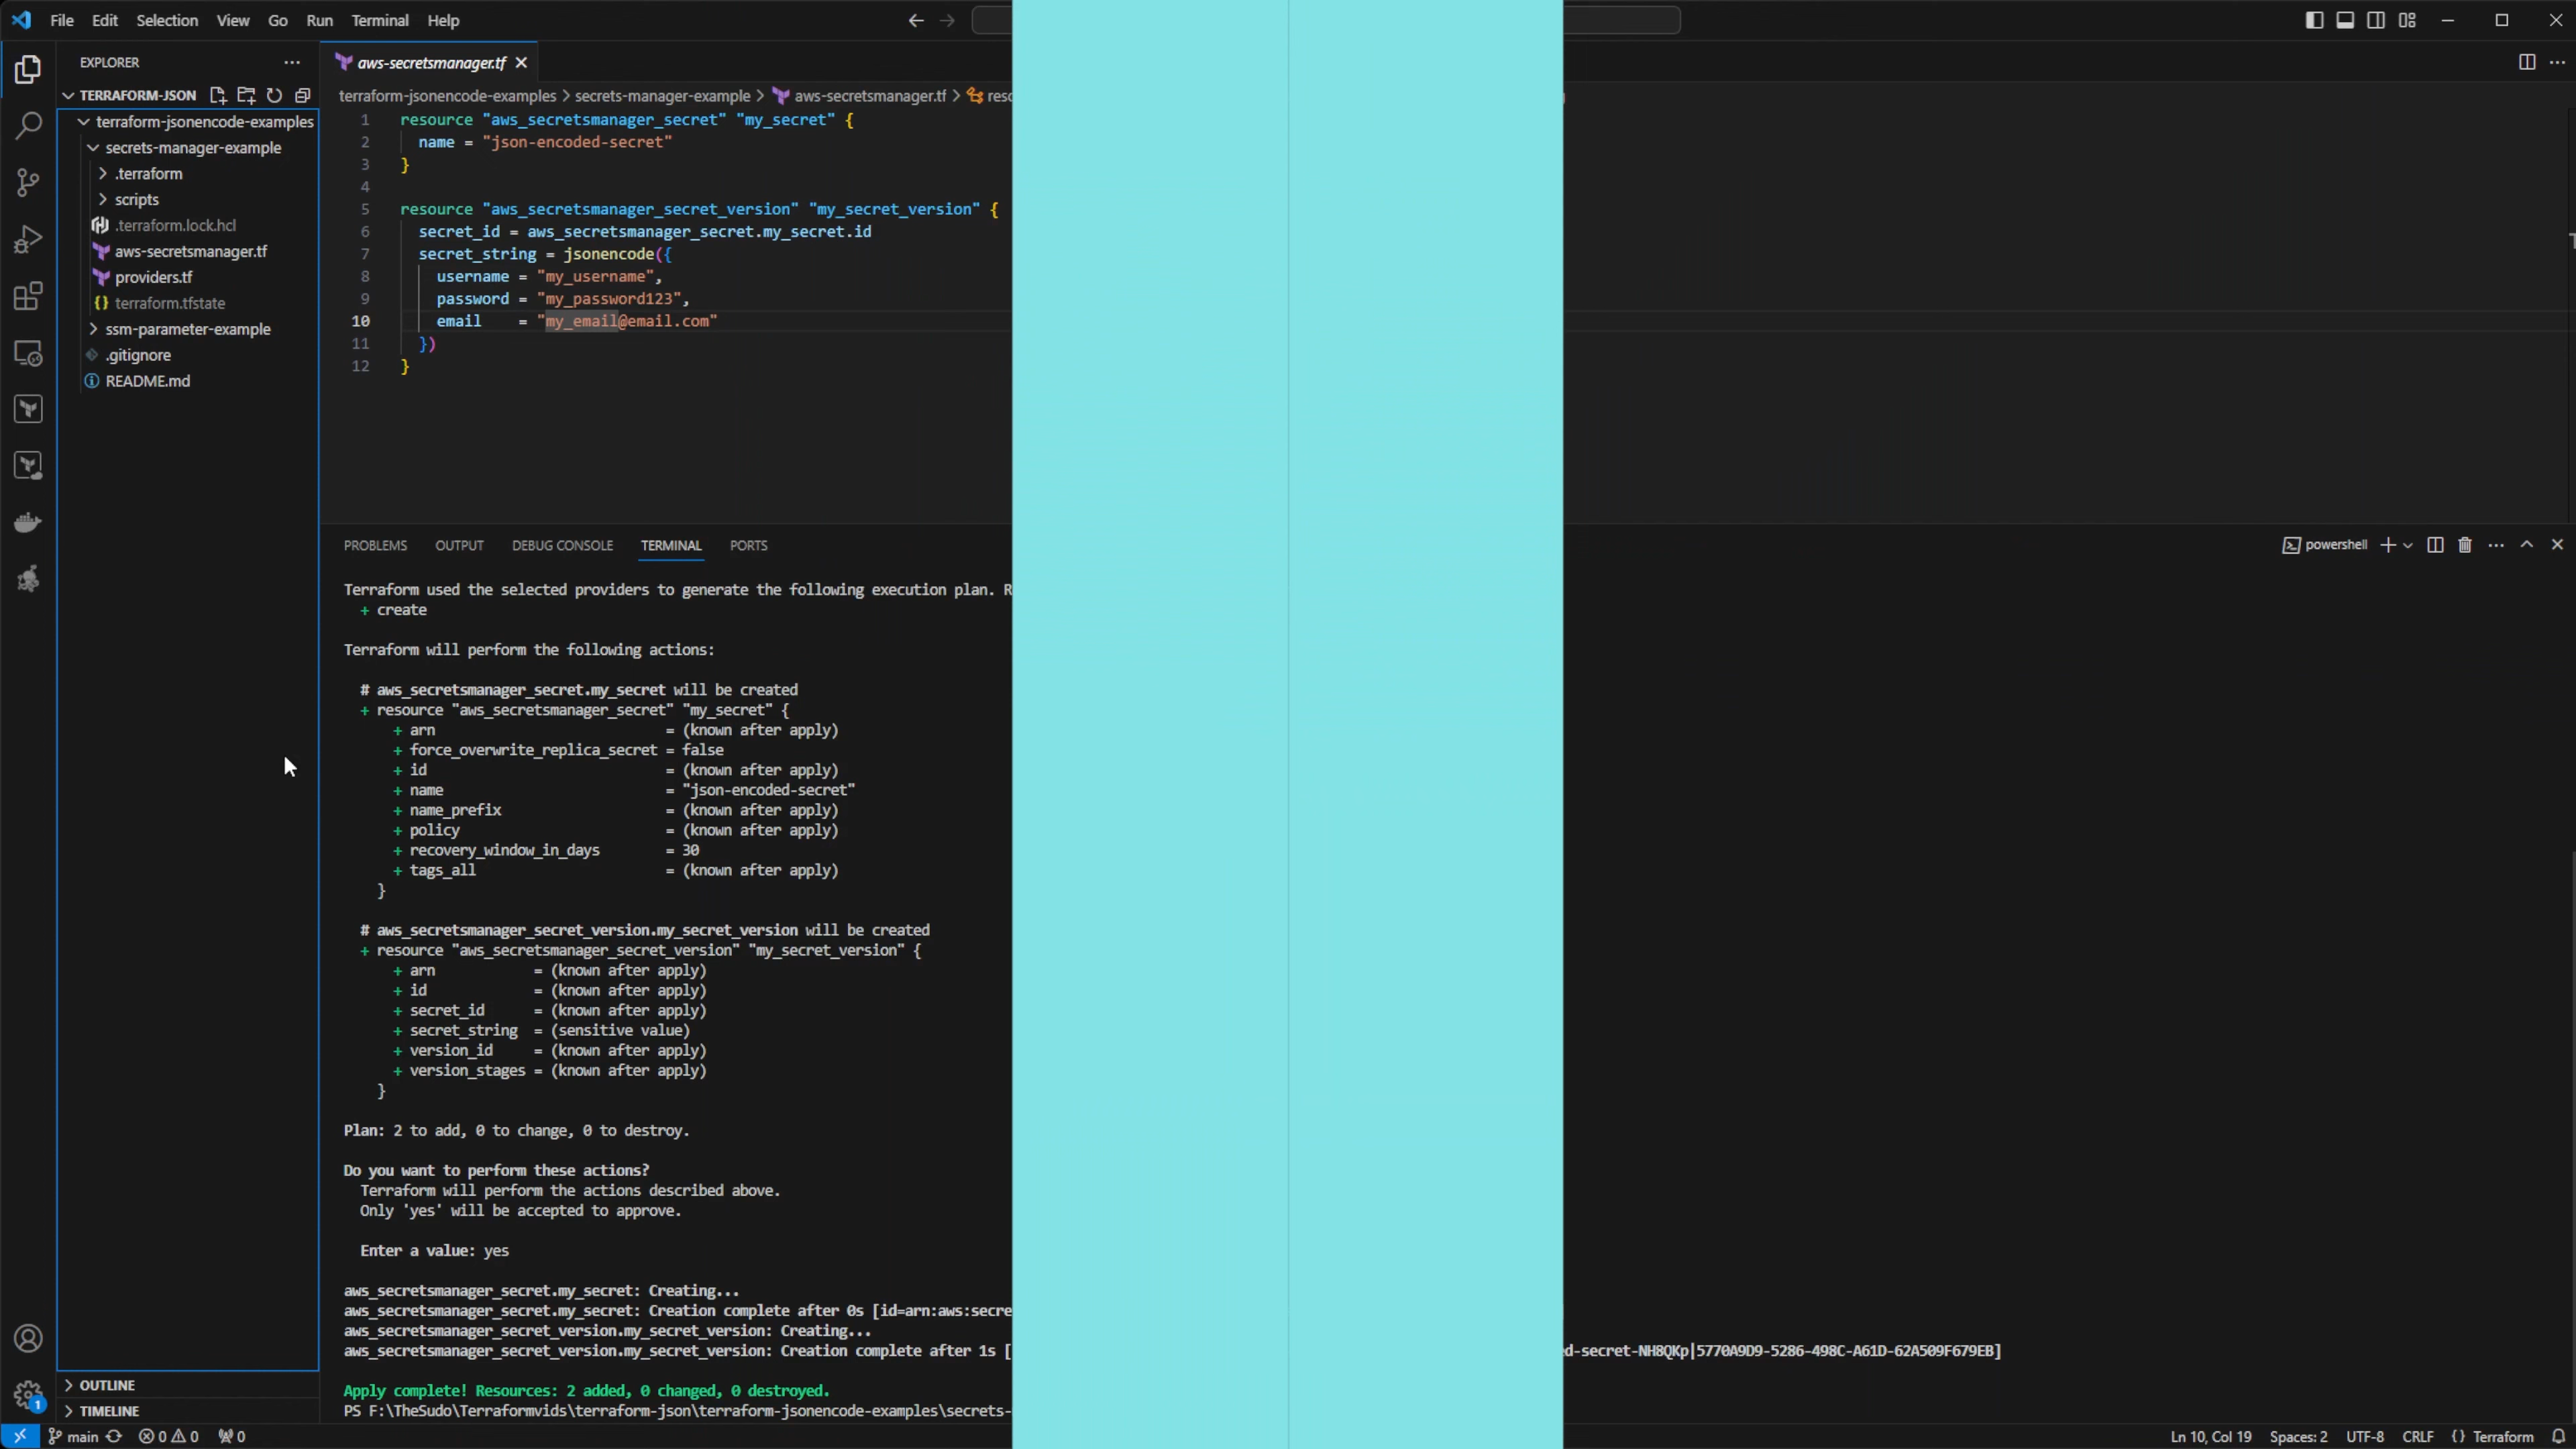 File Edit Selection View Go Run Terminal Help
EXPLORER
TERRAFORM-JSON
terraform-jsonencode-examples
secrets-manager-example
.terraform
scripts
.terraform.lock.hcl
aws-secretsmanager.tf
providers.tf
terraform.tfstate
ssm-parameter-example
.gitignore
README.md
OUTLINE
TIMELINE
aws-secretsmanager.tf
terraform-jsonencode-examples > secrets-manager-example > aws-secretsmanager.tf >
1 resource "aws_secretsmanager_secret" "my_secret" {
2 name = "json-encoded-secret"
3 }
4
5 resource "aws_secretsmanager_secret_version" "my_secret_version" {
6 secret_id = aws_secretsmanager_secret.my_secret.id
7 secret_string = jsonencode({
8 username = "my_username",
9 password = "my_password123",
10 email = "my_email@email.com"
11 })
12 }
PROBLEMS OUTPUT DEBUG CONSOLE TERMINAL PORTS
powershell
Terraform used the selected providers to generate the following execution plan. R
+ create
Terraform will perform the following actions:
# aws_secretsmanager_secret.my_secret will be created
+ resource "aws_secretsmanager_secret" "my_secret" {
+ arn = (known after apply)
+ force_overwrite_replica_secret = false
+ id = (known after apply)
+ name = "json-encoded-secret"
+ name_prefix = (known after apply)
+ policy = (known after apply)
+ recovery_window_in_days = 30
+ tags_all = (known after apply)
}
# aws_secretsmanager_secret_version.my_secret_version will be created
+ resource "aws_secretsmanager_secret_version" "my_secret_version" {
+ arn = (known after apply)
+ id = (known after apply)
+ secret_id = (known after apply)
+ secret_string = (sensitive value)
+ version_id = (known after apply)
+ version_stages = (known after apply)
}
Plan: 2 to add, 0 to change, 0 to destroy.
Do you want to perform these actions?
Terraform will perform the actions described above.
Only 'yes' will be accepted to approve.
Enter a value: yes
aws_secretsmanager_secret.my_secret: Creating...
aws_secretsmanager_secret.my_secret: Creation complete after 0s [id=arn:aws:secre
aws_secretsmanager_secret_version.my_secret_version: Creating...
aws_secretsmanager_secret_version.my_secret_version: Creation complete after 1s [ d-secret-NH8QKp|5770A9D9-5286-498C-A61D-62A509F679EB]
Apply complete! Resources: 2 added, 0 changed, 0 destroyed.
PS F:\TheSudo\Terraformvids\terraform-json\terraform-jsonencode-examples\secrets-
1
main 0 0 0
Ln 10, Col 19 Spaces: 2 UTF-8 CRLF {} Terraform